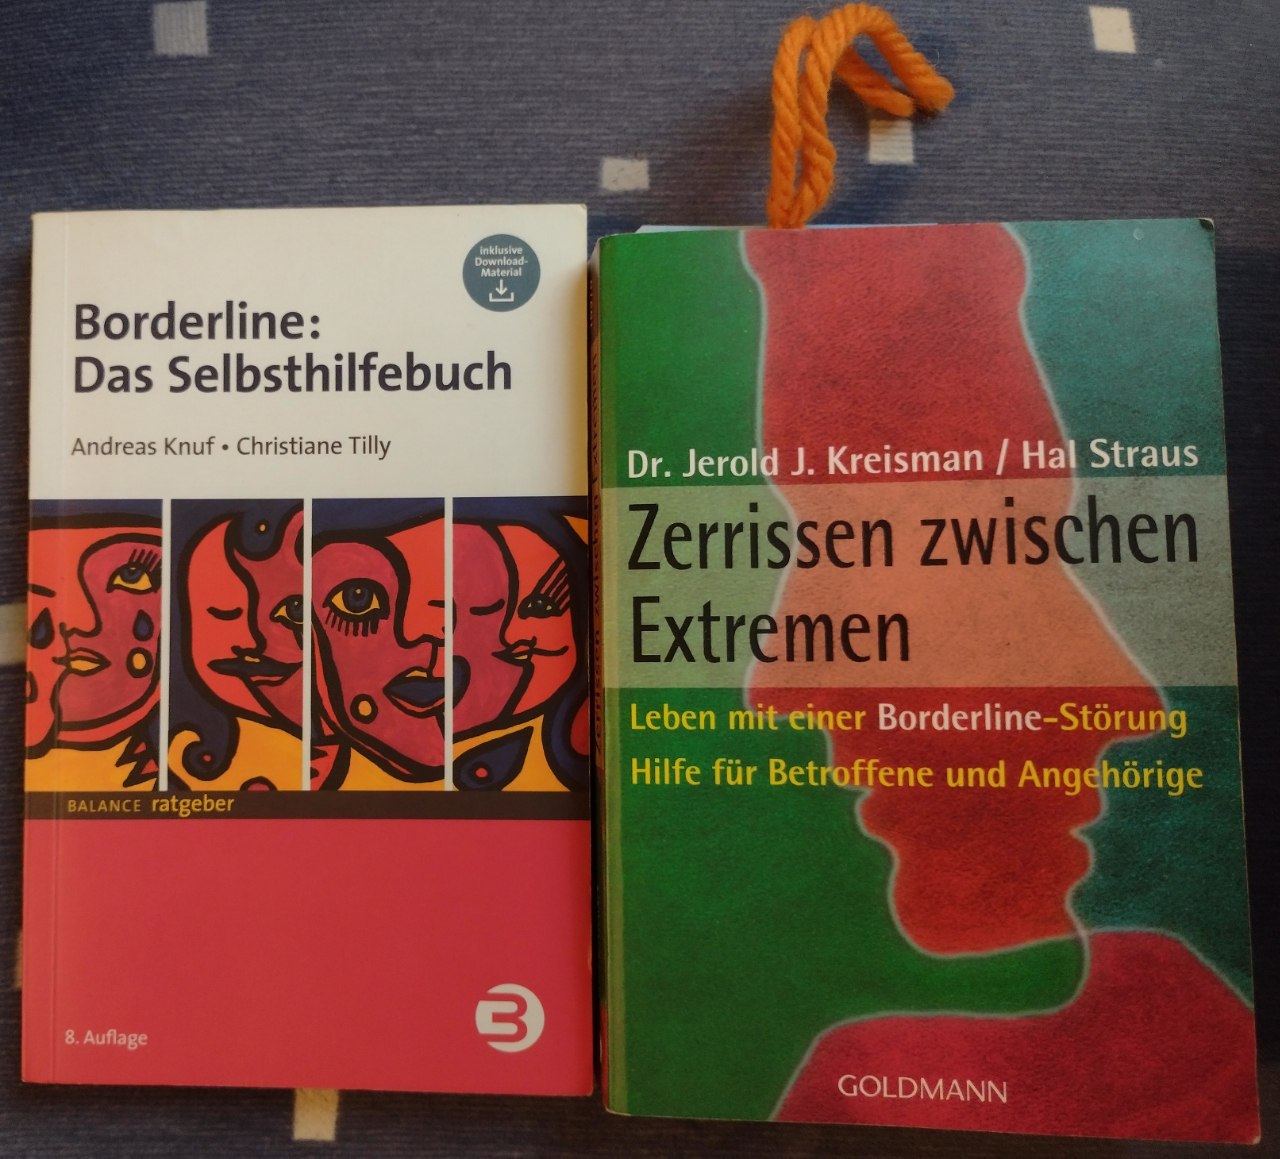 inklusive
Download-
Material
Borderline:
Das Selbsthilfebuch
Andreas Knuf • Christiane Tilly
BALANCE ratgeber
8. Auflage
Dr. Jerold J. Kreisman / Hal Straus
Zerrissen zwischen
Extremen
Leben mit einer Borderline-Störung
Hilfe für Betroffene und Angehörige
GOLDMANN